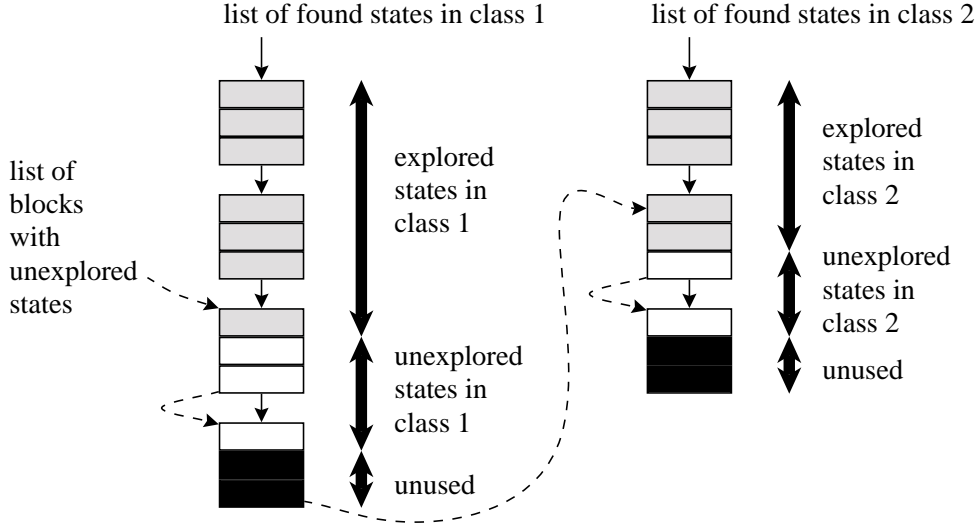 list of found states in class 1
list of found states in class 2
list of
blocks
with
unexplored
states
explored
states in
class 1
unexplored
states in
class 1
unused
explored
states in
class 2
unexplored
states in
class 2
unused